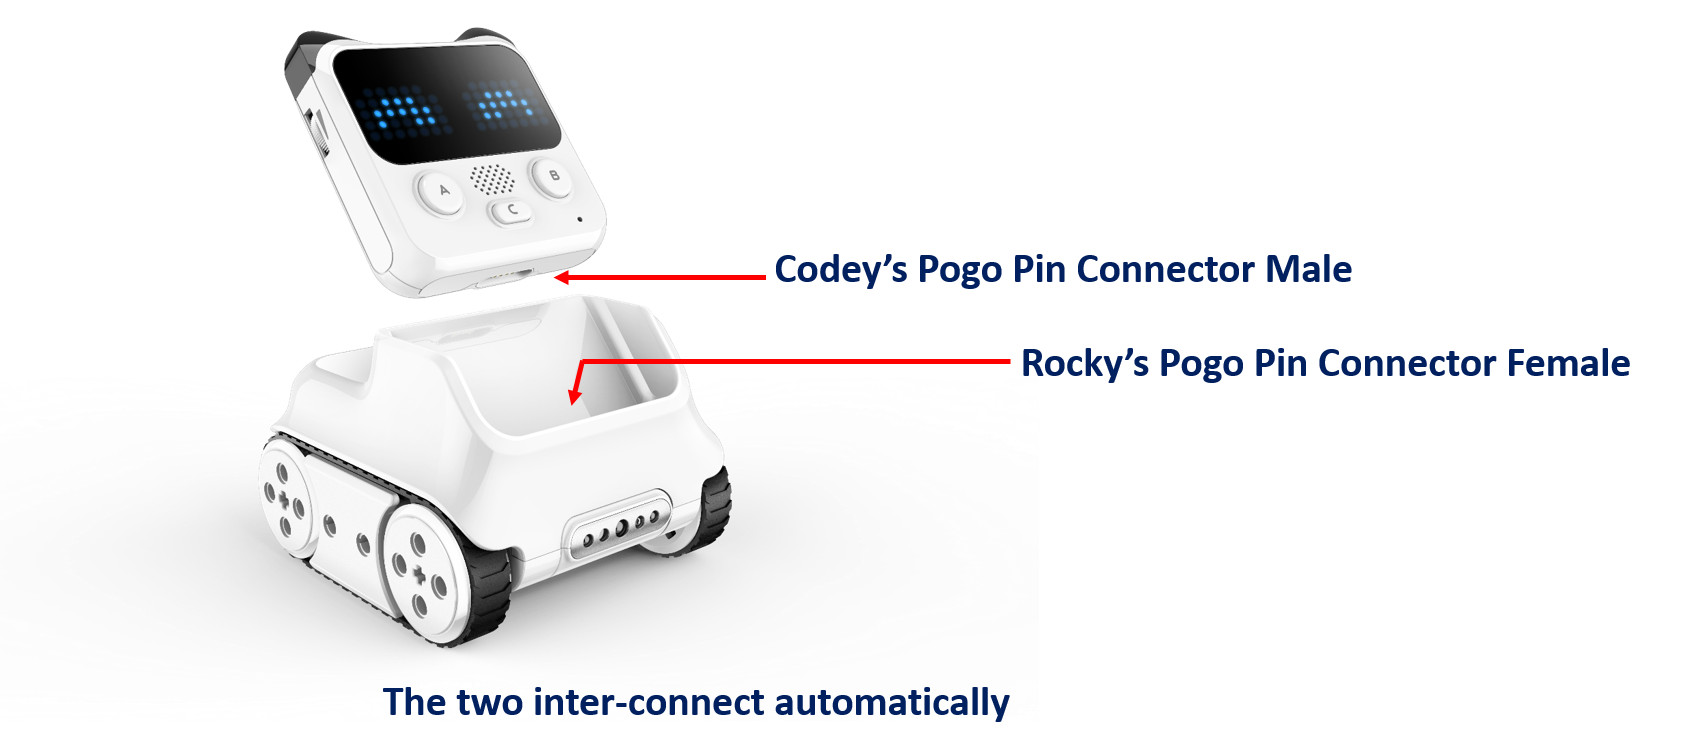 A
B
C
Codey's Pogo Pin Connector Male
Rocky's Pogo Pin Connector Female
The two inter-connect automatically